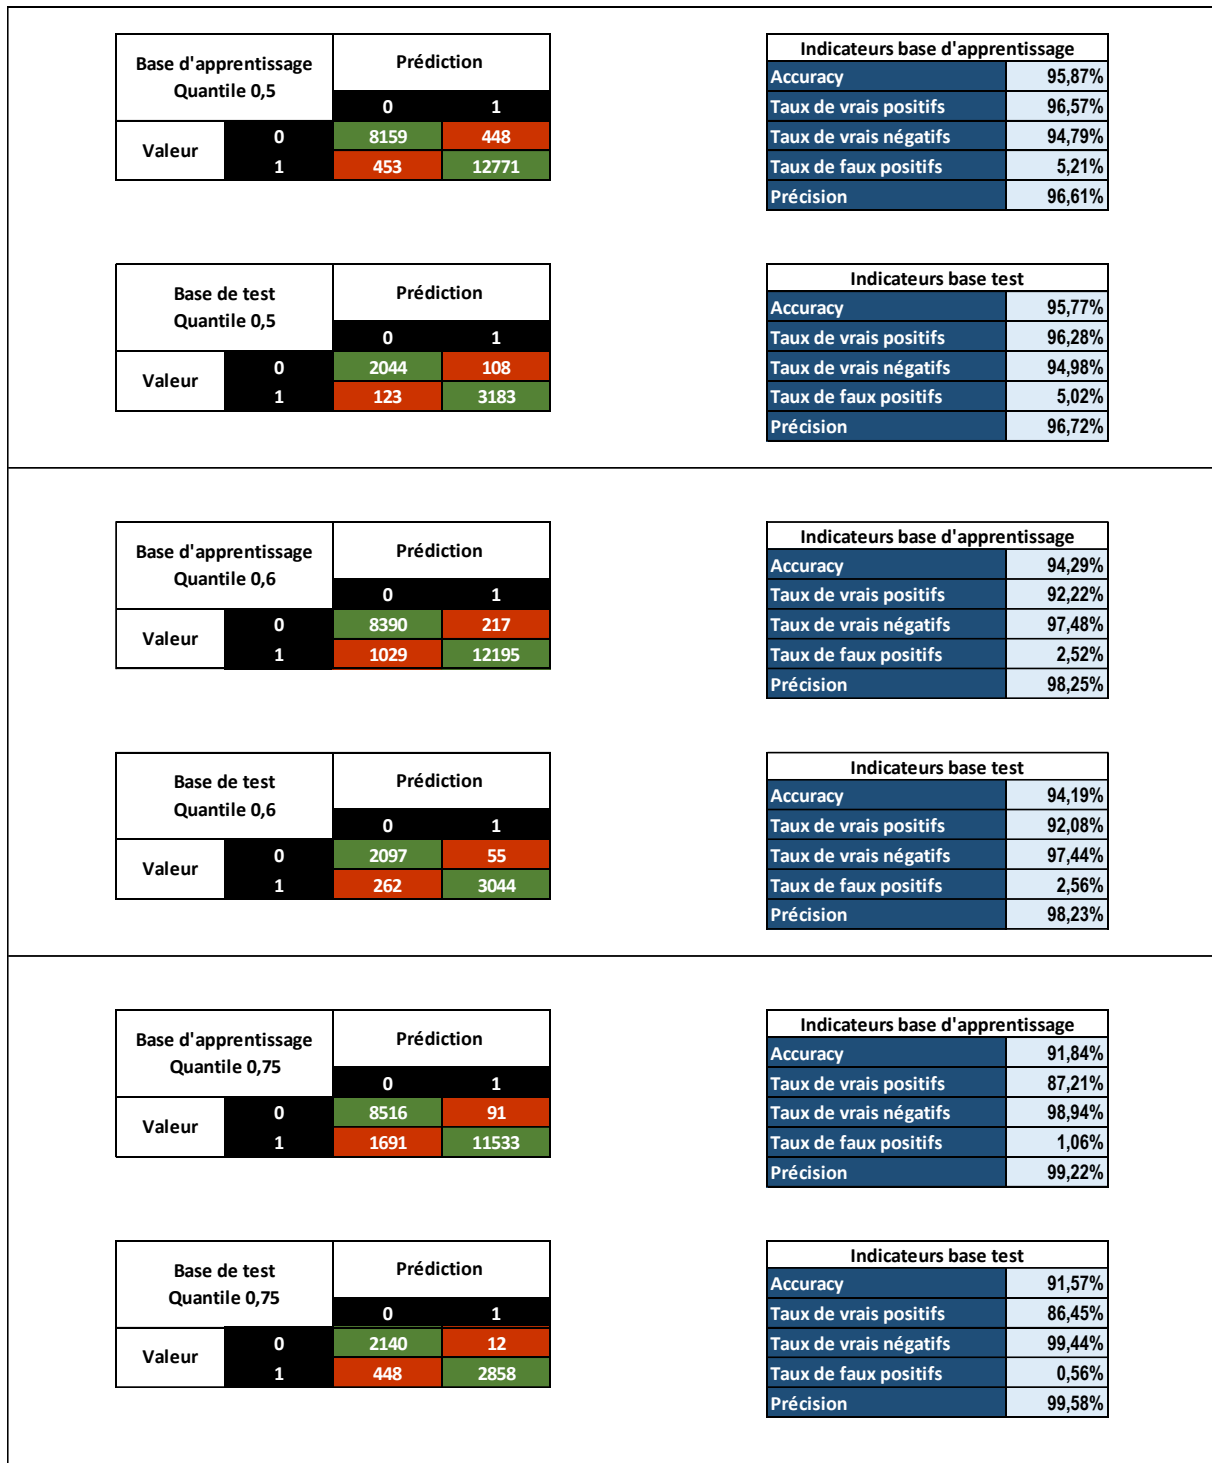 Base d'apprentissage
Quantile 0,5
Prédiction
0 1
Valeur
0 8159 448
1 453 12771
Indicateurs base d'apprentissage
Accuracy 95,87%
Taux de vrais positifs 96,57%
Taux de vrais négatifs 94,79%
Taux de faux positifs 5,21%
Précision 96,61%
Base de test
Quantile 0,5
Prédiction
0 1
Valeur
0 2044 108
1 123 3183
Indicateurs base test
Accuracy 95,77%
Taux de vrais positifs 96,28%
Taux de vrais négatifs 94,98%
Taux de faux positifs 5,02%
Précision 96,72%
Base d'apprentissage
Quantile 0,6
Prédiction
0 1
Valeur
0 8390 217
1 1029 12195
Indicateurs base d'apprentissage
Accuracy 94,29%
Taux de vrais positifs 92,22%
Taux de vrais négatifs 97,48%
Taux de faux positifs 2,52%
Précision 98,25%
Base de test
Quantile 0,6
Prédiction
0 1
Valeur
0 2097 55
1 262 3044
Indicateurs base test
Accuracy 94,19%
Taux de vrais positifs 92,08%
Taux de vrais négatifs 97,44%
Taux de faux positifs 2,56%
Précision 98,23%
Base d'apprentissage
Quantile 0,75
Prédiction
0 1
Valeur
0 8516 91
1 1691 11533
Indicateurs base d'apprentissage
Accuracy 91,84%
Taux de vrais positifs 87,21%
Taux de vrais négatifs 98,94%
Taux de faux positifs 1,06%
Précision 99,22%
Base de test
Quantile 0,75
Prédiction
0 1
Valeur
0 2140 12
1 448 2858
Indicateurs base test
Accuracy 91,57%
Taux de vrais positifs 86,45%
Taux de vrais négatifs 99,44%
Taux de faux positifs 0,56%
Précision 99,58%